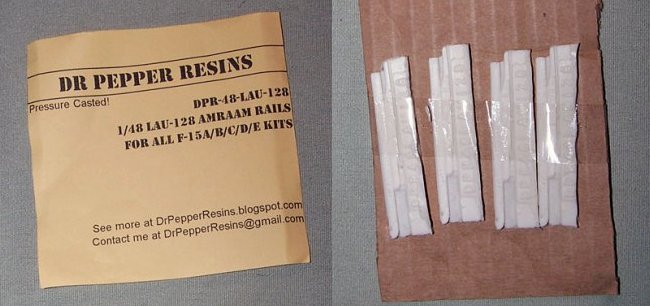 DR PEPPER RESINS
Pressure Casted!
DPR-48-LAU-128
1/48 LAU-128 AMRAAM RAILS
FOR ALL F-15A/B/C/D/E KITS
See more at DrPepperResins.blogspot.com
Contact me at DrPepperResins@gmail.com